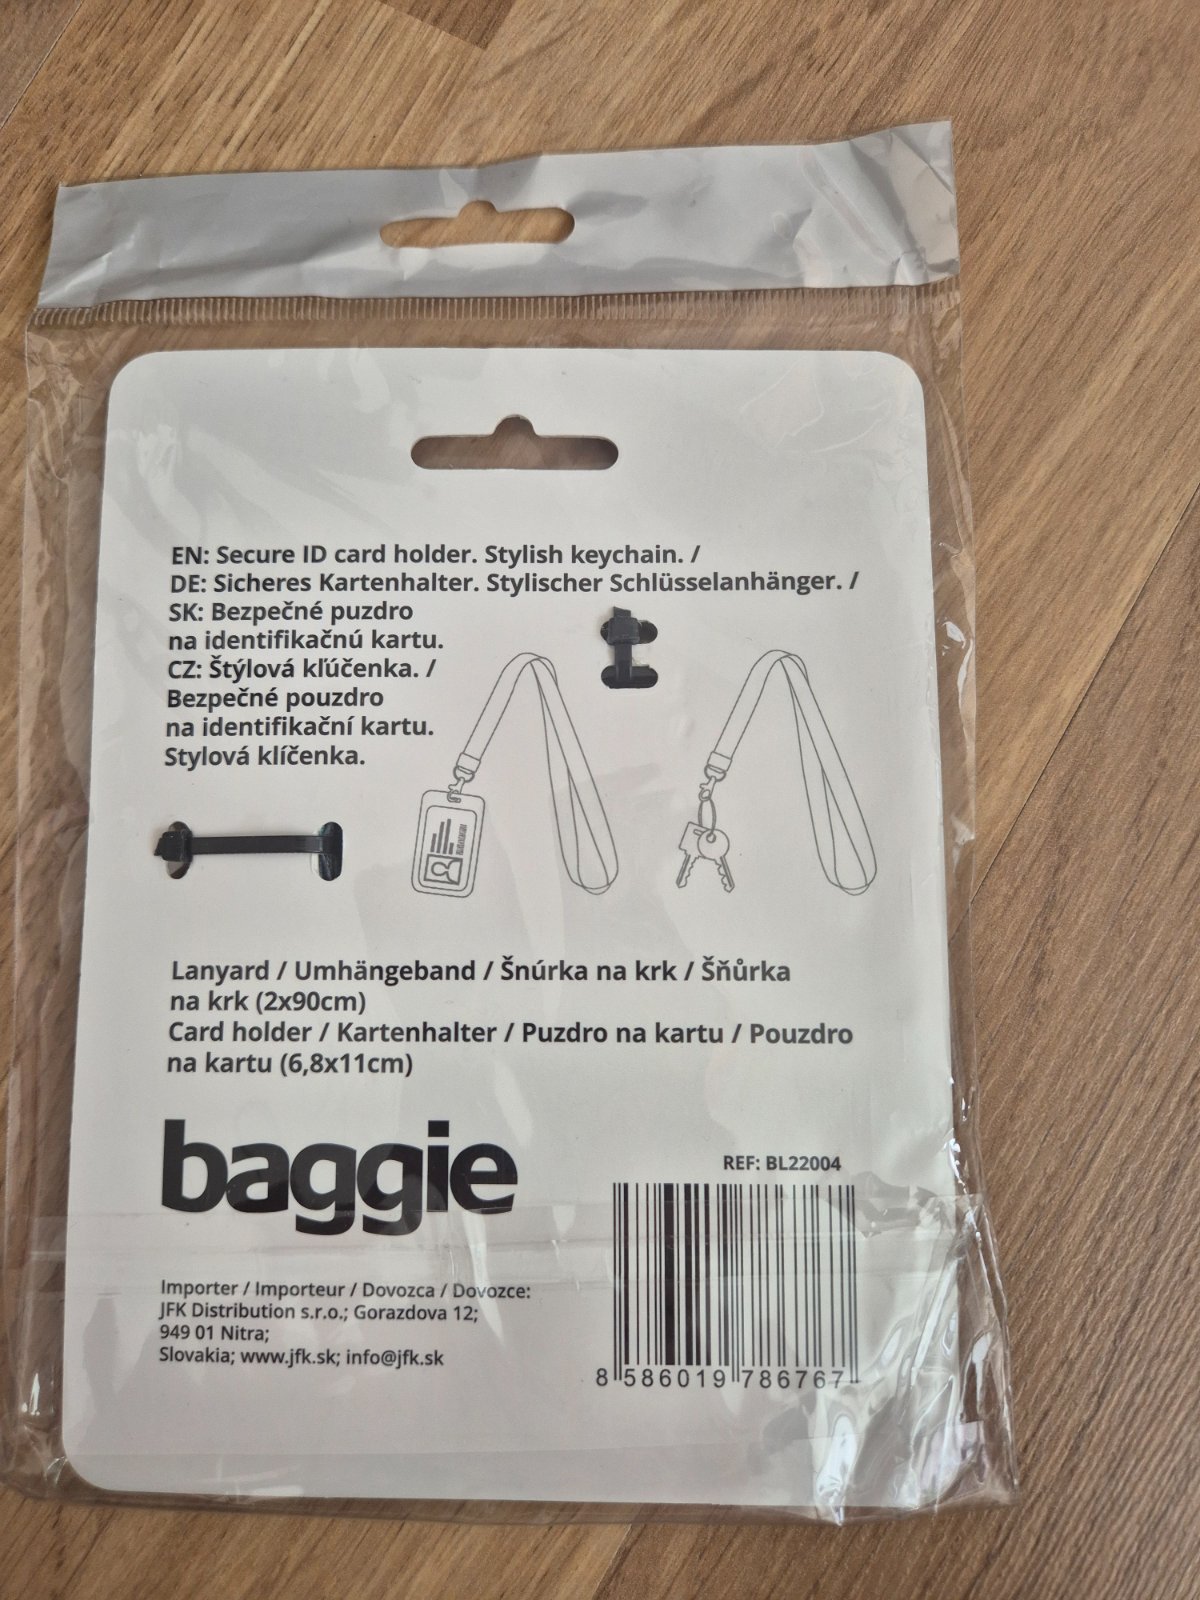 EN: Secure ID card holder. Stylish keychain. /
DE: Sicheres Kartenhalter. Stylischer Schlüsselanhänger. /
SK: Bezpečné puzdro
na identifikačnú kartu.
CZ: Štýlová kľúčenka. /
Bezpečné pouzdro
na identifikační kartu.
Stylová klíčenka.
Lanyard / Umhängeband / Šnúrka na krk / Šňůrka
na krk (2x90cm)
Card holder / Kartenhalter / Puzdro na kartu / Pouzdro
na kartu (6,8x11cm)
baggie
REF: BL22004
Importer / Importeur / Dovozca / Dovozce:
JFK Distribution s.r.o.; Gorazdova 12;
949 01 Nitra;
Slovakia; www.jfk.sk; info@jfk.sk
8 586019 786767